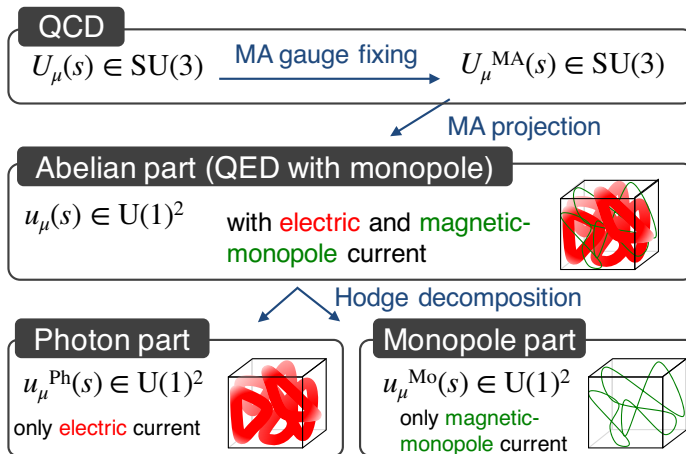 QCD
U_μ(s) ∈ SU(3)
MA gauge fixing
U_μ^MA(s) ∈ SU(3)
MA projection
Abelian part (QED with monopole)
u_μ(s) ∈ U(1)²
with electric and magnetic-
monopole current
Hodge decomposition
Photon part
u_μ^Ph(s) ∈ U(1)²
only electric current
Monopole part
u_μ^Mo(s) ∈ U(1)²
only magnetic-
monopole current